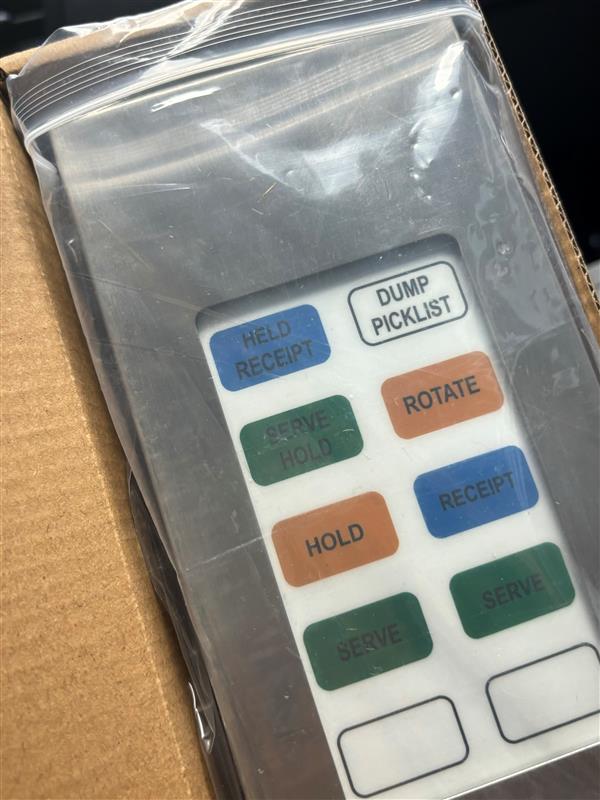 HELD
RECEIPT
DUMP
PICKLIST
SERVE
HOLD
ROTATE
HOLD
RECEIPT
SERVE
SERVE